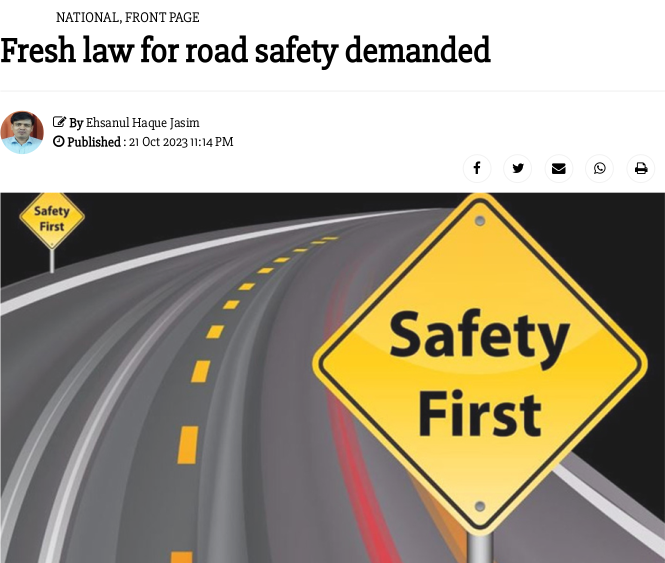 NATIONAL, FRONT PAGE
Fresh law for road safety demanded
By Ehsanul Haque Jasim
Published : 21 Oct 2023 11:14 PM
Safety
First
Safety
First